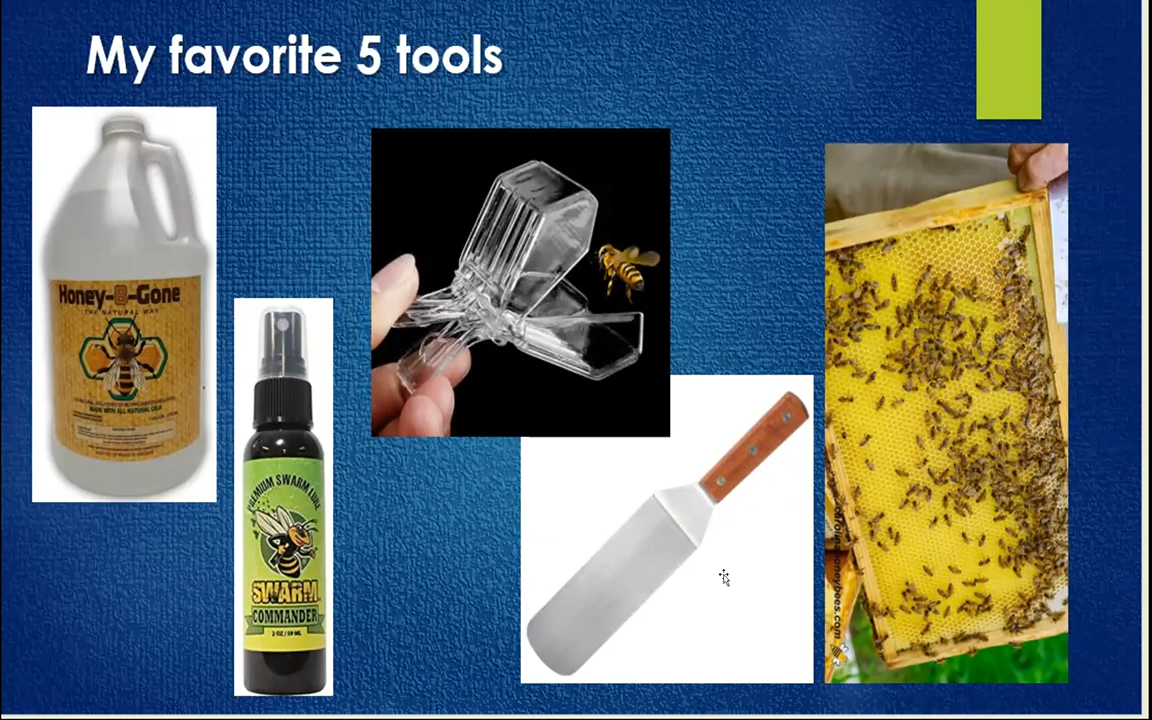 My favorite 5 tools
Honey-B-Gone
THE NATURAL WAY
MADE WITH ALL NATURAL OILS
PREMIUM SWARM LURE
SWARM
COMMANDER
2 OZ / 59 ML